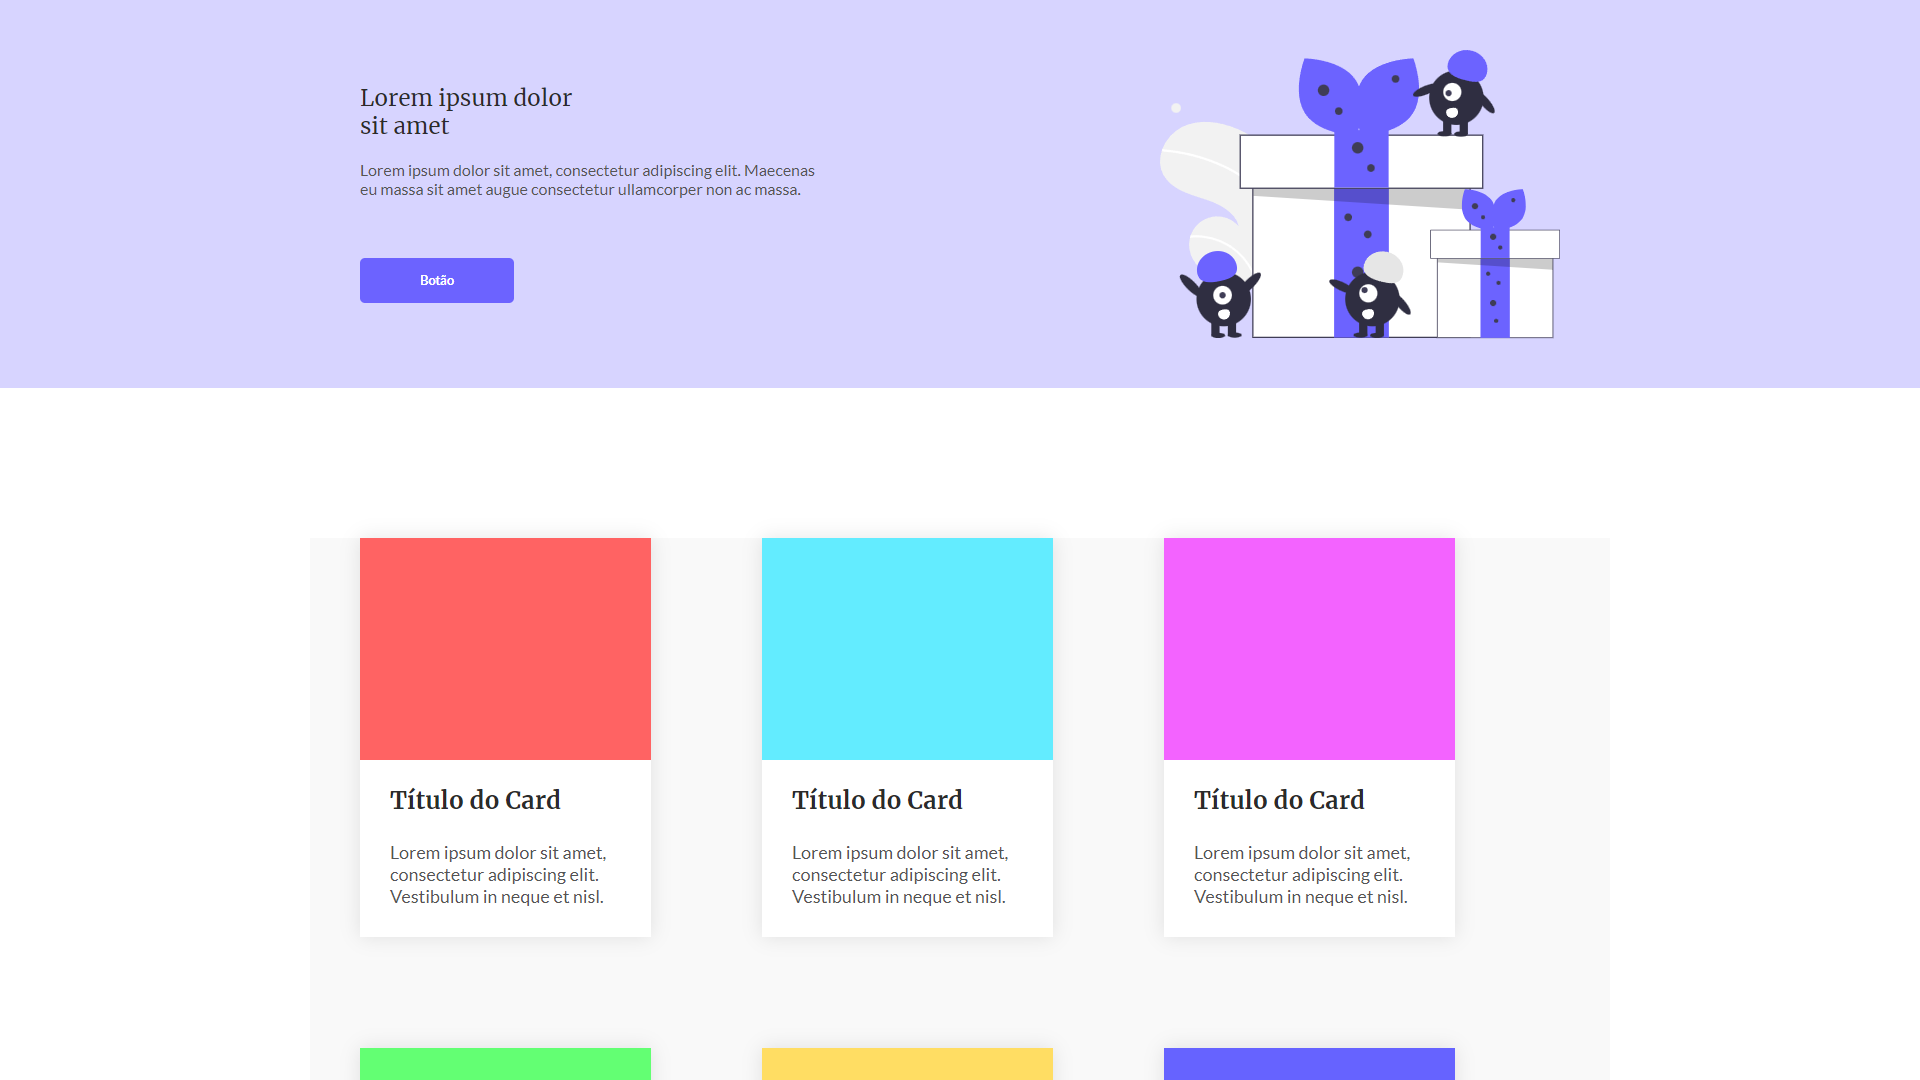 Lorem ipsum dolor
sit amet
Lorem ipsum dolor sit amet, consectetur adipiscing elit. Maecenas
eu massa sit amet augue consectetur ullamcorper non ac massa.
Botão
Título do Card
Lorem ipsum dolor sit amet,
consectetur adipiscing elit.
Vestibulum in neque et nisl.
Título do Card
Lorem ipsum dolor sit amet,
consectetur adipiscing elit.
Vestibulum in neque et nisl.
Título do Card
Lorem ipsum dolor sit amet,
consectetur adipiscing elit.
Vestibulum in neque et nisl.